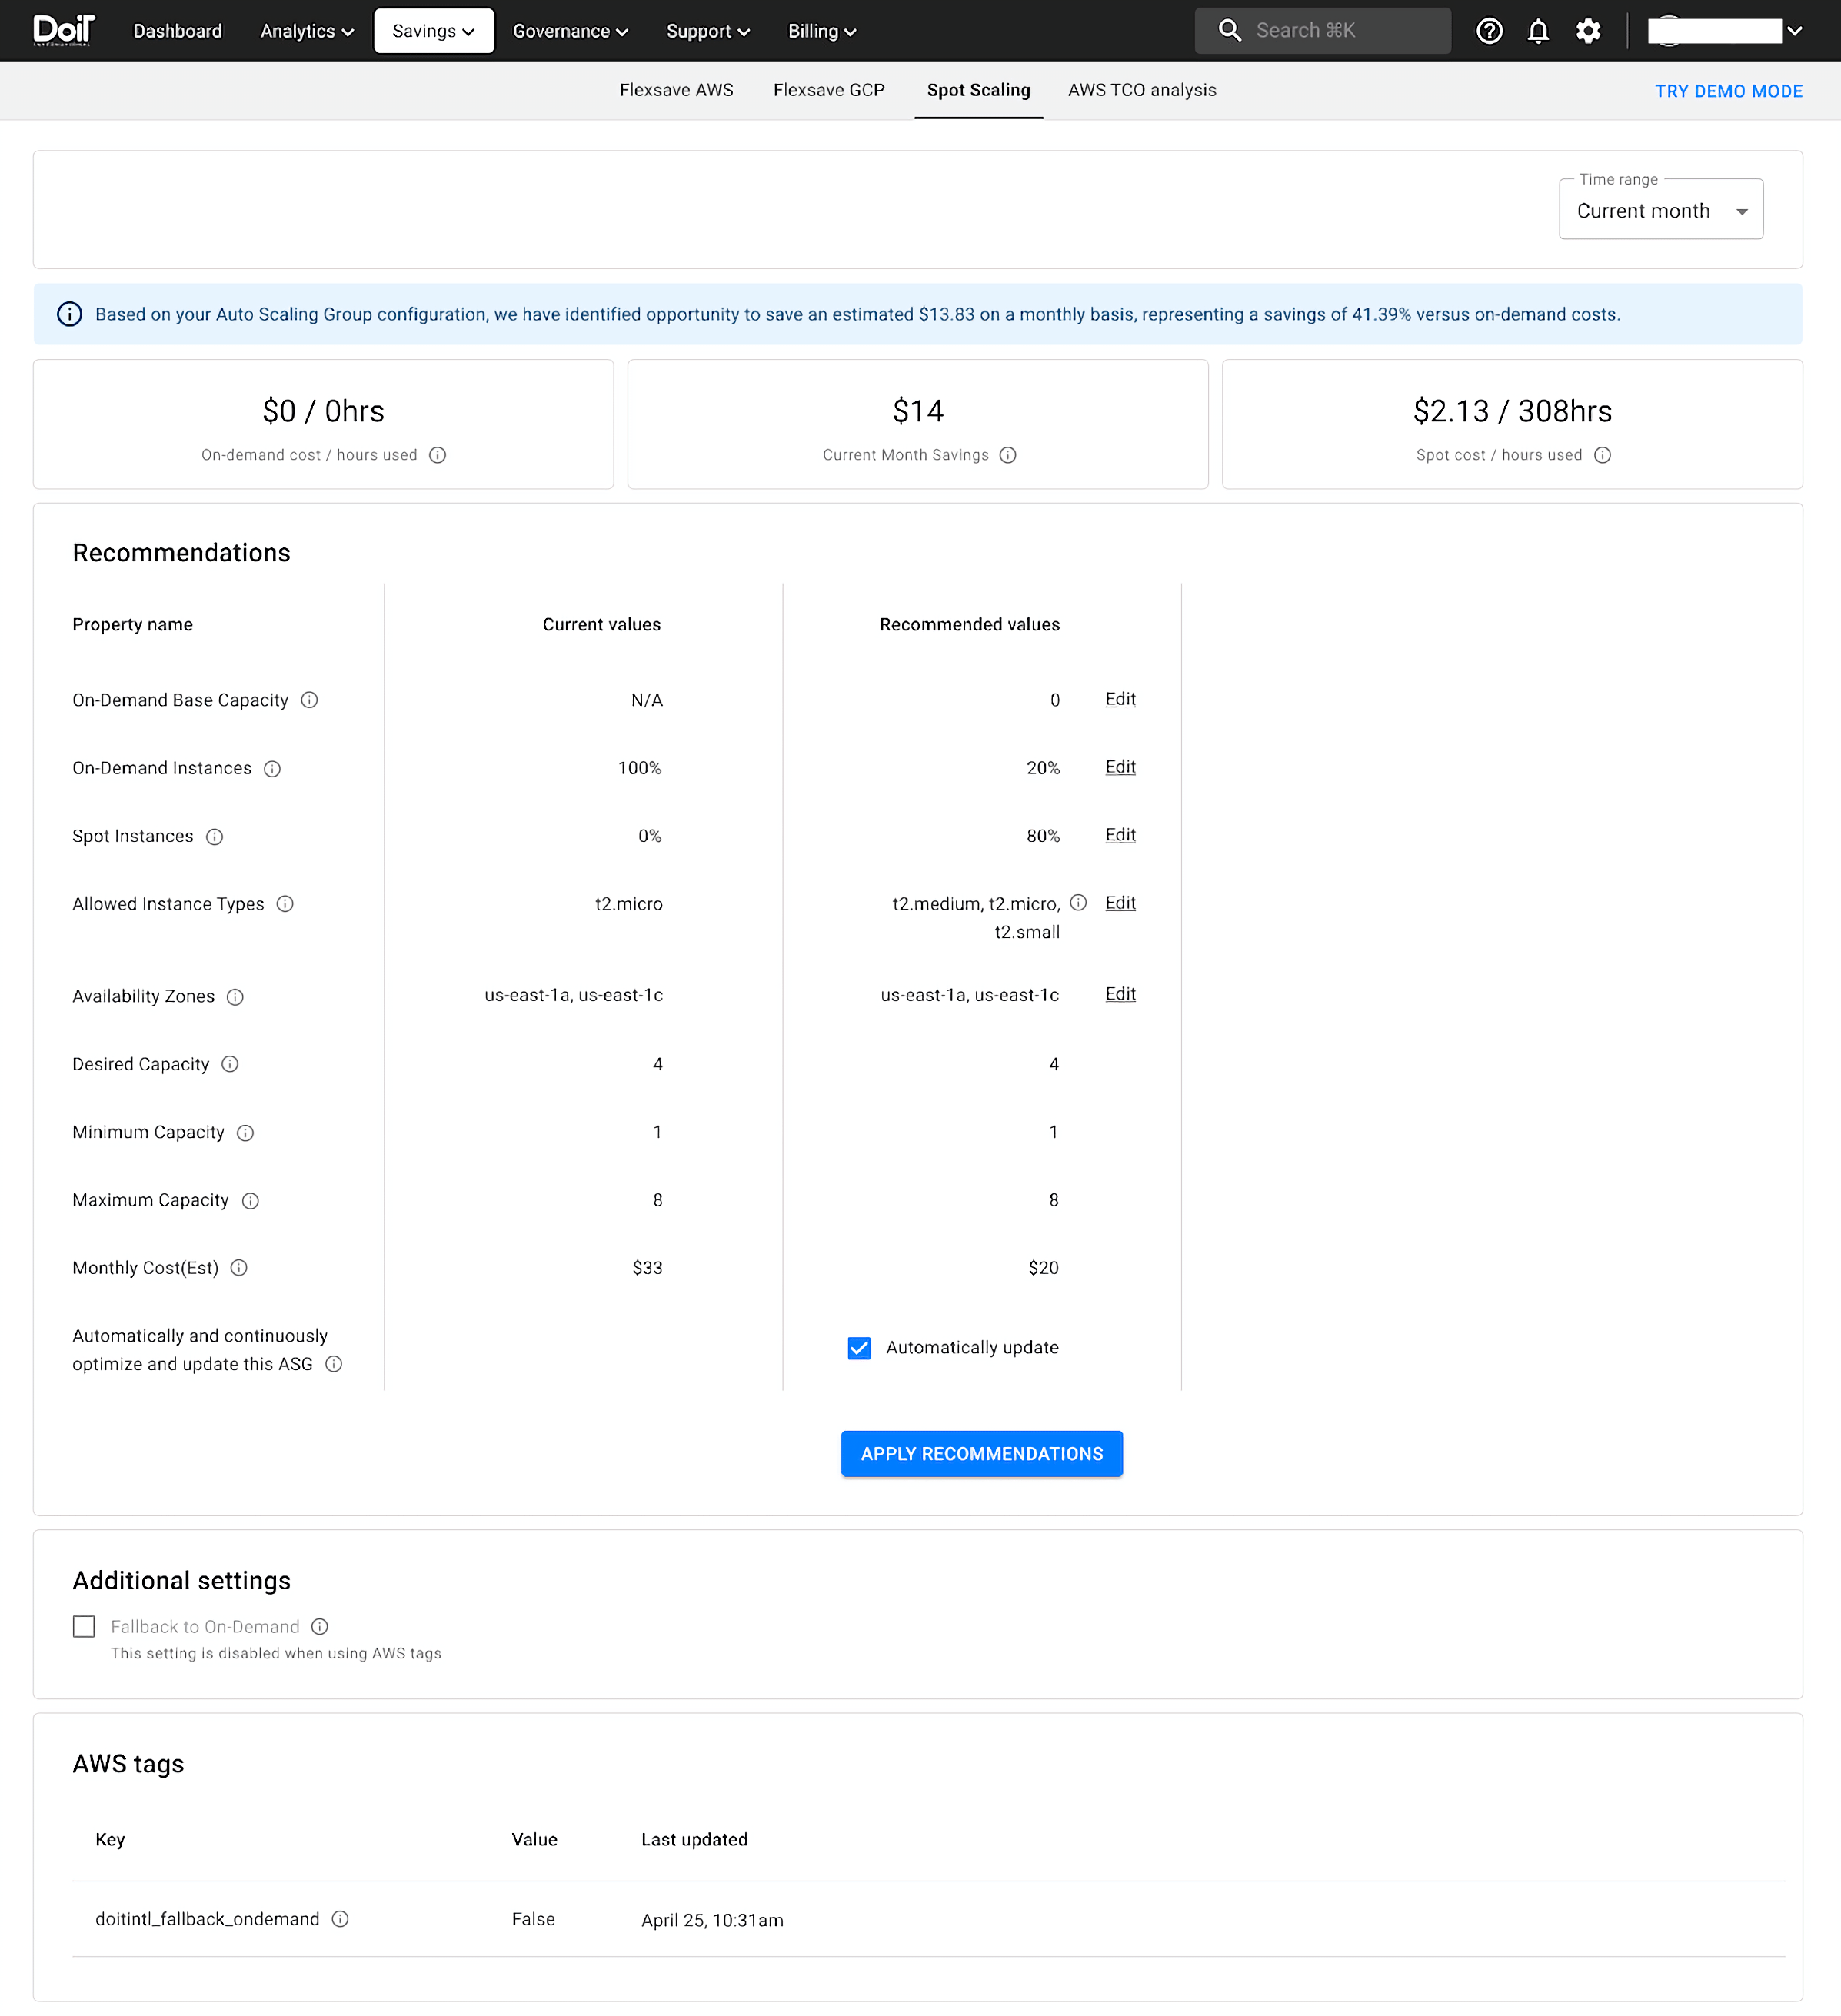 DoiT
INTERNATIONAL
Dashboard Analytics Savings Governance Support Billing Search ⌘K
Flexsave AWS Flexsave GCP Spot Scaling AWS TCO analysis TRY DEMO MODE
Time range
Current month
Based on your Auto Scaling Group configuration, we have identified opportunity to save an estimated $13.83 on a monthly basis, representing a savings of 41.39% versus on-demand costs.
$0 / 0hrs
On-demand cost / hours used
$14
Current Month Savings
$2.13 / 308hrs
Spot cost / hours used
Recommendations
Property name Current values Recommended values
On-Demand Base Capacity N/A 0 Edit
On-Demand Instances 100% 20% Edit
Spot Instances 0% 80% Edit
Allowed Instance Types t2.micro t2.medium, t2.micro, Edit
t2.small
Availability Zones us-east-1a, us-east-1c us-east-1a, us-east-1c Edit
Desired Capacity 4 4
Minimum Capacity 1 1
Maximum Capacity 8 8
Monthly Cost(Est) $33 $20
Automatically and continuously
optimize and update this ASG
Automatically update
APPLY RECOMMENDATIONS
Additional settings
Fallback to On-Demand
This setting is disabled when using AWS tags
AWS tags
Key Value Last updated
doitintl_fallback_ondemand False April 25, 10:31am